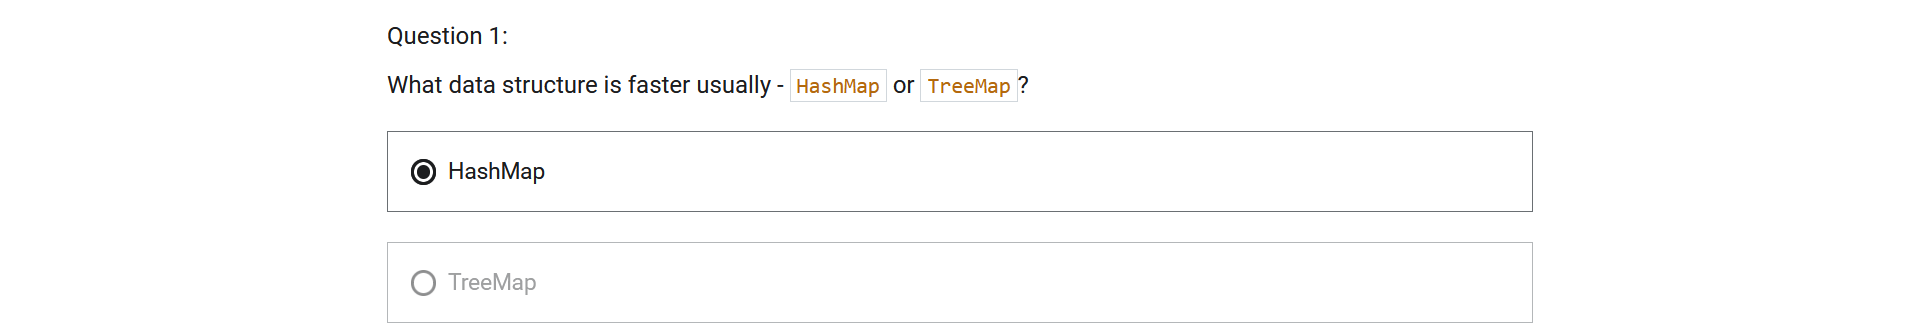 Question 1:
What data structure is faster usually - HashMap or TreeMap?
HashMap
TreeMap